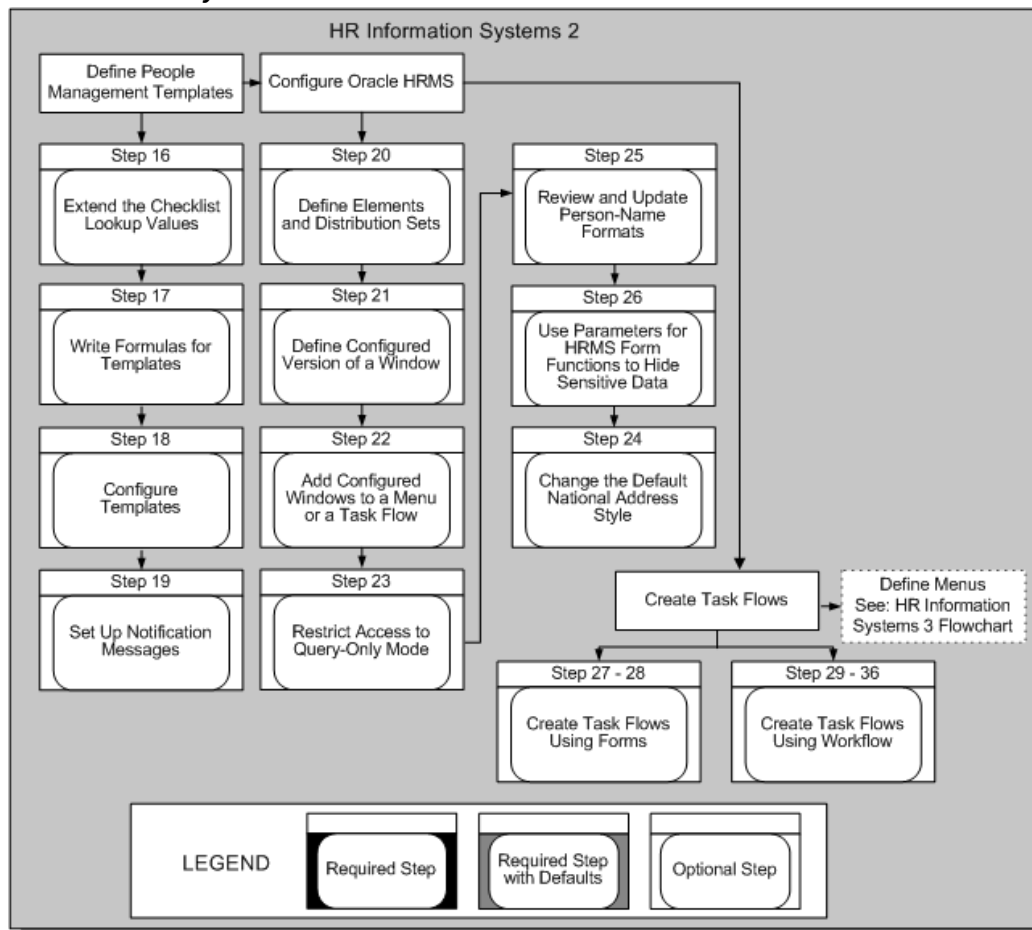 HR Information Systems 2
Define People
Management Templates
Configure Oracle HRMS
Step 16
Extend the Checklist
Lookup Values
Step 17
Write Formulas for
Templates
Step 18
Configure
Templates
Step 19
Set Up Notification
Messages
Step 20
Define Elements
and Distribution Sets
Step 21
Define Configured
Version of a Window
Step 22
Add Configured
Windows to a Menu
or a Task Flow
Step 23
Restrict Access to
Query-Only Mode
Step 25
Review and Update
Person-Name
Formats
Step 26
Use Parameters for
HRMS Form
Functions to Hide
Sensitive Data
Step 24
Change the Default
National Address
Style
Create Task Flows
Define Menus
See: HR Information
Systems 3 Flowchart
Step 27 - 28
Create Task Flows
Using Forms
Step 29 - 36
Create Task Flows
Using Workflow
LEGEND
Required Step
Required Step
with Defaults
Optional Step